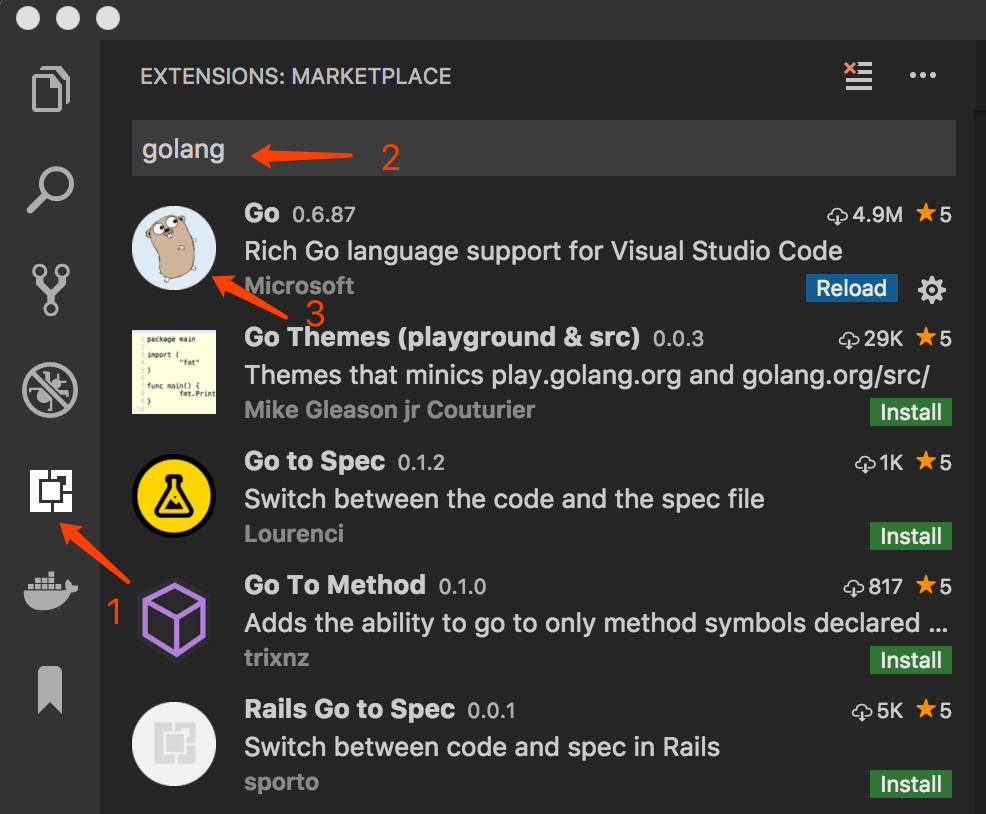 EXTENSIONS: MARKETPLACE
golang
2
Go 0.6.87 4.9M 5
Rich Go language support for Visual Studio Code
Microsoft Reload
3
Go Themes (playground & src) 0.0.3 29K 5
package main
import (
"fmt"
)
func main() {
fmt.Print
}
Themes that minics play.golang.org and golang.org/src/
Mike Gleason jr Couturier Install
Go to Spec 0.1.2 1K 5
Switch between the code and the spec file
Lourenci Install
1
Go To Method 0.1.0 817 5
Adds the ability to go to only method symbols declared ...
trixnz Install
Rails Go to Spec 0.0.1 5K 5
Switch between code and spec in Rails
sporto Install